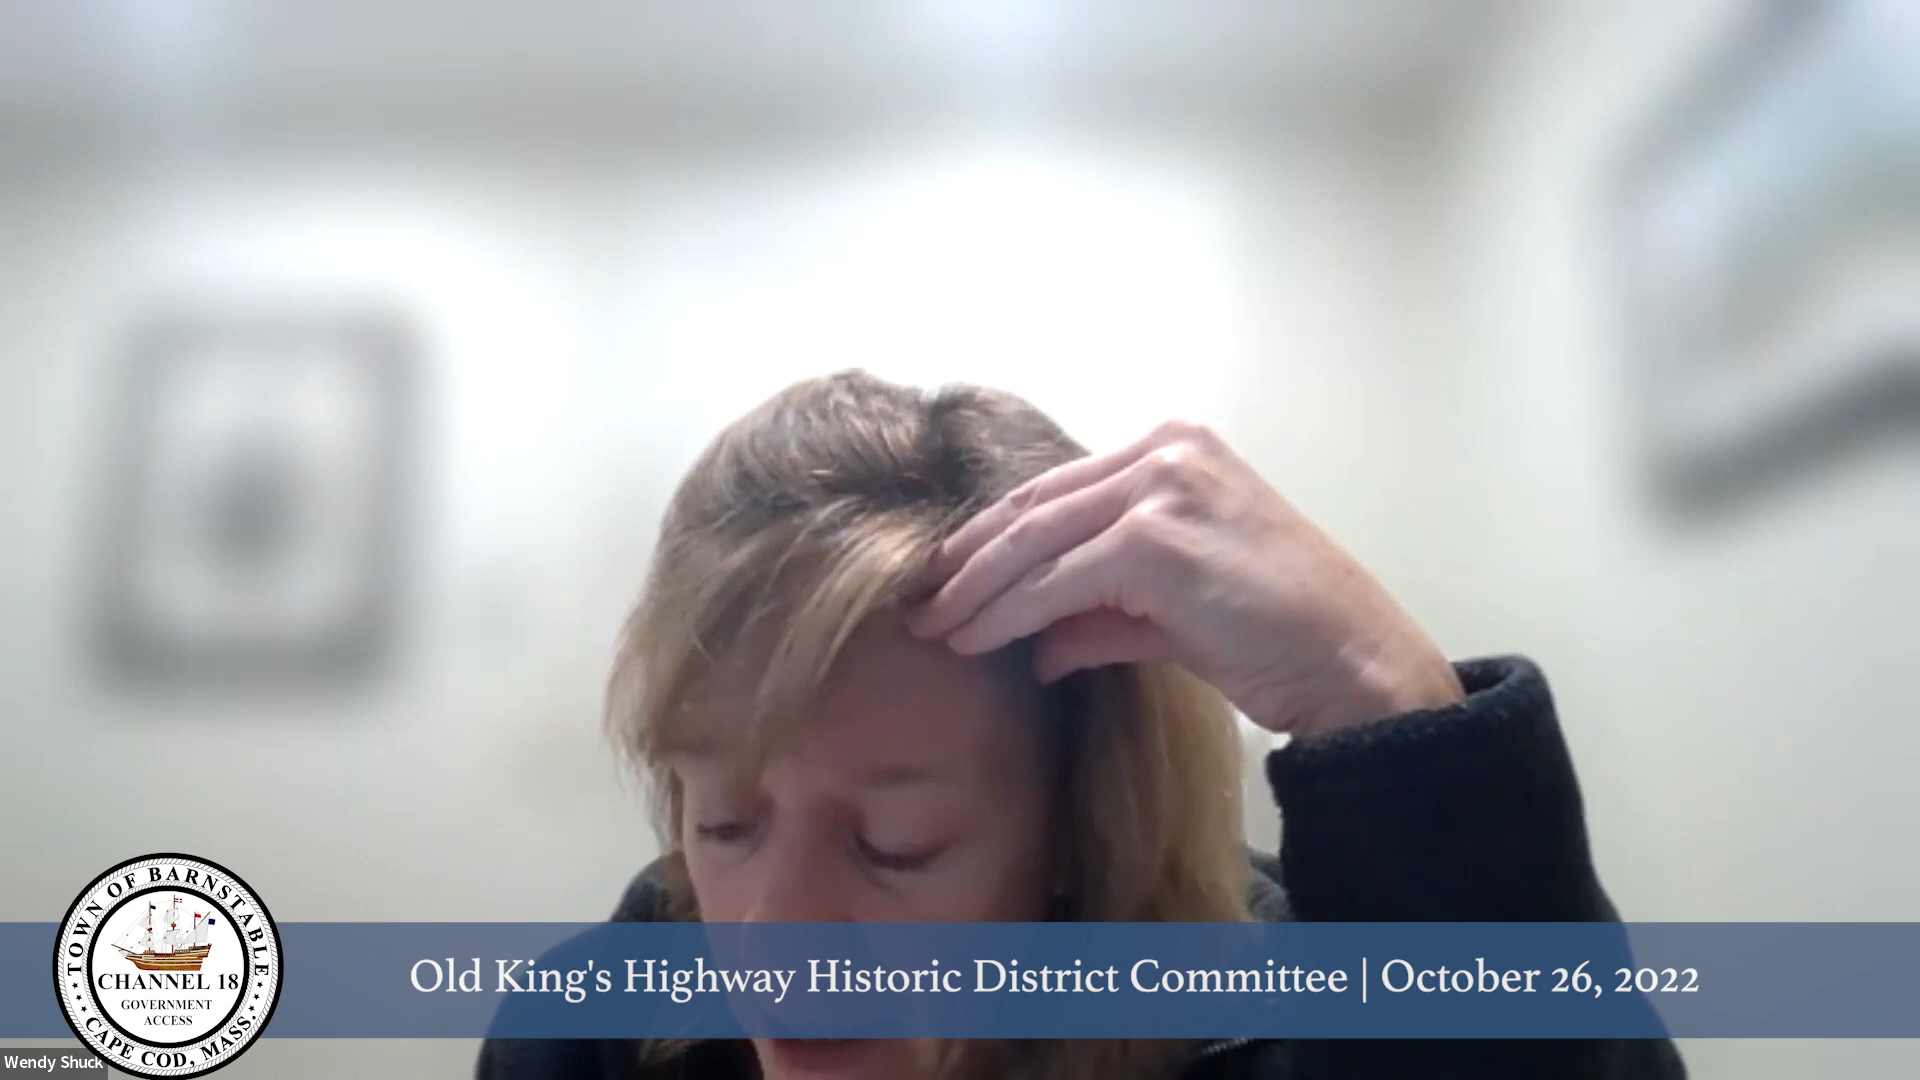 TOWN OF BARNSTABLE
CHANNEL 18
GOVERNMENT
ACCESS
CAPE COD, MASS.
Old King's Highway Historic District Committee | October 26, 2022
Wendy Shuck